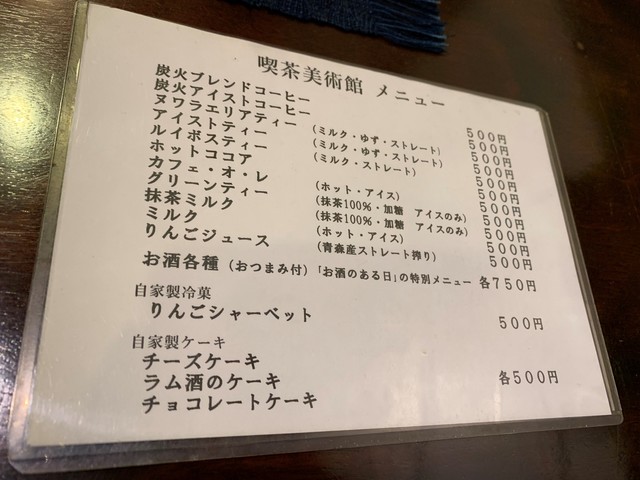 喫茶美術館 メニュー
炭火ブレンドコーヒー 500円
炭火アイストコーヒー 500円
ヌワラエリアティー (ミルク・ゆず・ストレート) 500円
アイストティー (ミルク・ゆず・ストレート) 500円
ルイボスティー (ミルク・ストレート) 500円
ホットココア 500円
カフェ・オ・レ (ホット・アイス) 500円
グリーンティー (抹茶100%・加糖 アイスのみ) 500円
抹茶ミルク (抹茶100%・加糖 アイスのみ) 500円
ミルク (ホット・アイス) 500円
りんごジュース (青森産ストレート搾り) 500円
お酒各種 (おつまみ付)「お酒のある日」の特別メニュー 各750円
自家製冷菓
りんごシャーベット 500円
自家製ケーキ
チーズケーキ
ラム酒のケーキ 各500円
チョコレートケーキ